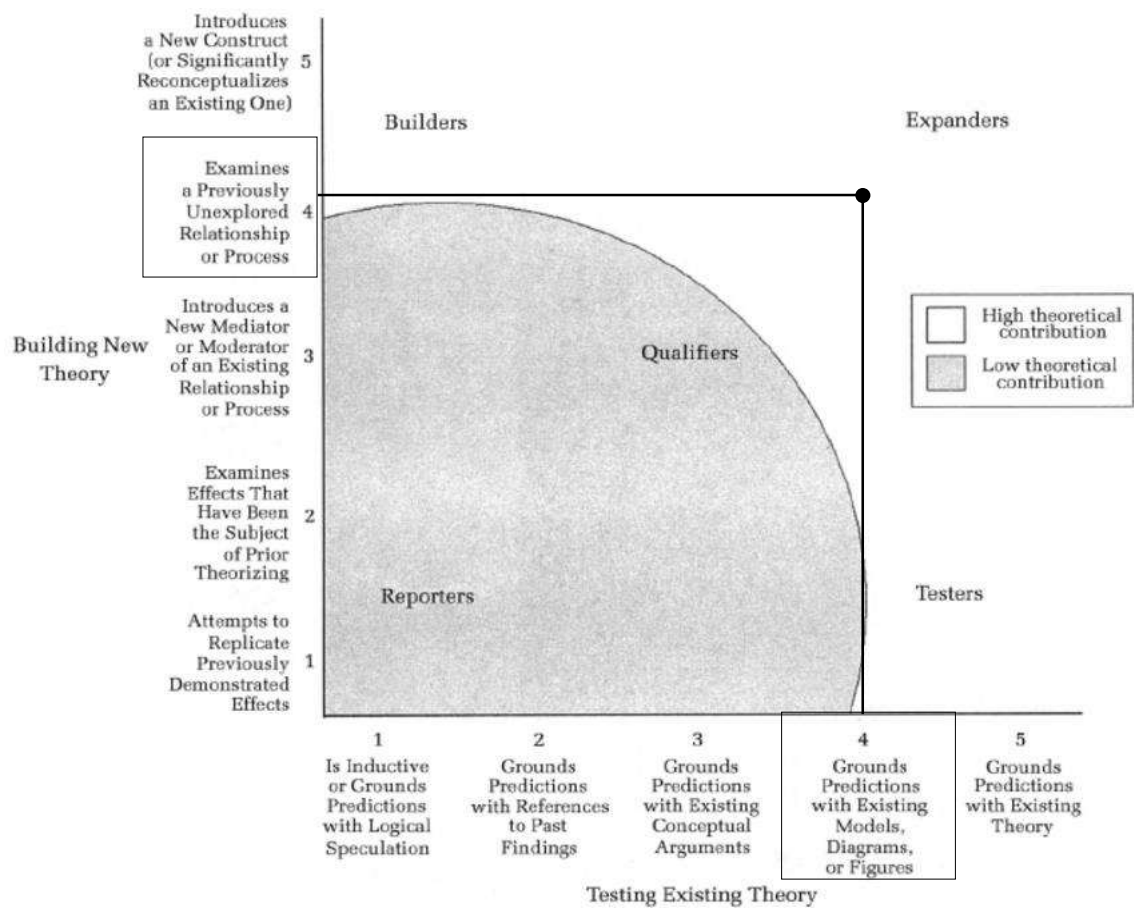 Introduces
a New Construct
(or Significantly
Reconceptualizes
an Existing One)
5
Builders
Expanders
Examines
a Previously
Unexplored
Relationship
or Process
4
High theoretical
contribution
Low theoretical
contribution
Building New
Theory
Introduces a
New Mediator
or Moderator
of an Existing
Relationship
or Process
3
Qualifiers
Examines
Effects That
Have Been
the Subject
of Prior
Theorizing
2
Reporters
Testers
Attempts to
Replicate
Previously
Demonstrated
Effects
1
1
Is Inductive
or Grounds
Predictions
with Logical
Speculation
2
Grounds
Predictions
with References
to Past
Findings
3
Grounds
Predictions
with Existing
Conceptual
Arguments
4
Grounds
Predictions
with Existing
Models,
Diagrams,
or Figures
5
Grounds
Predictions
with Existing
Theory
Testing Existing Theory